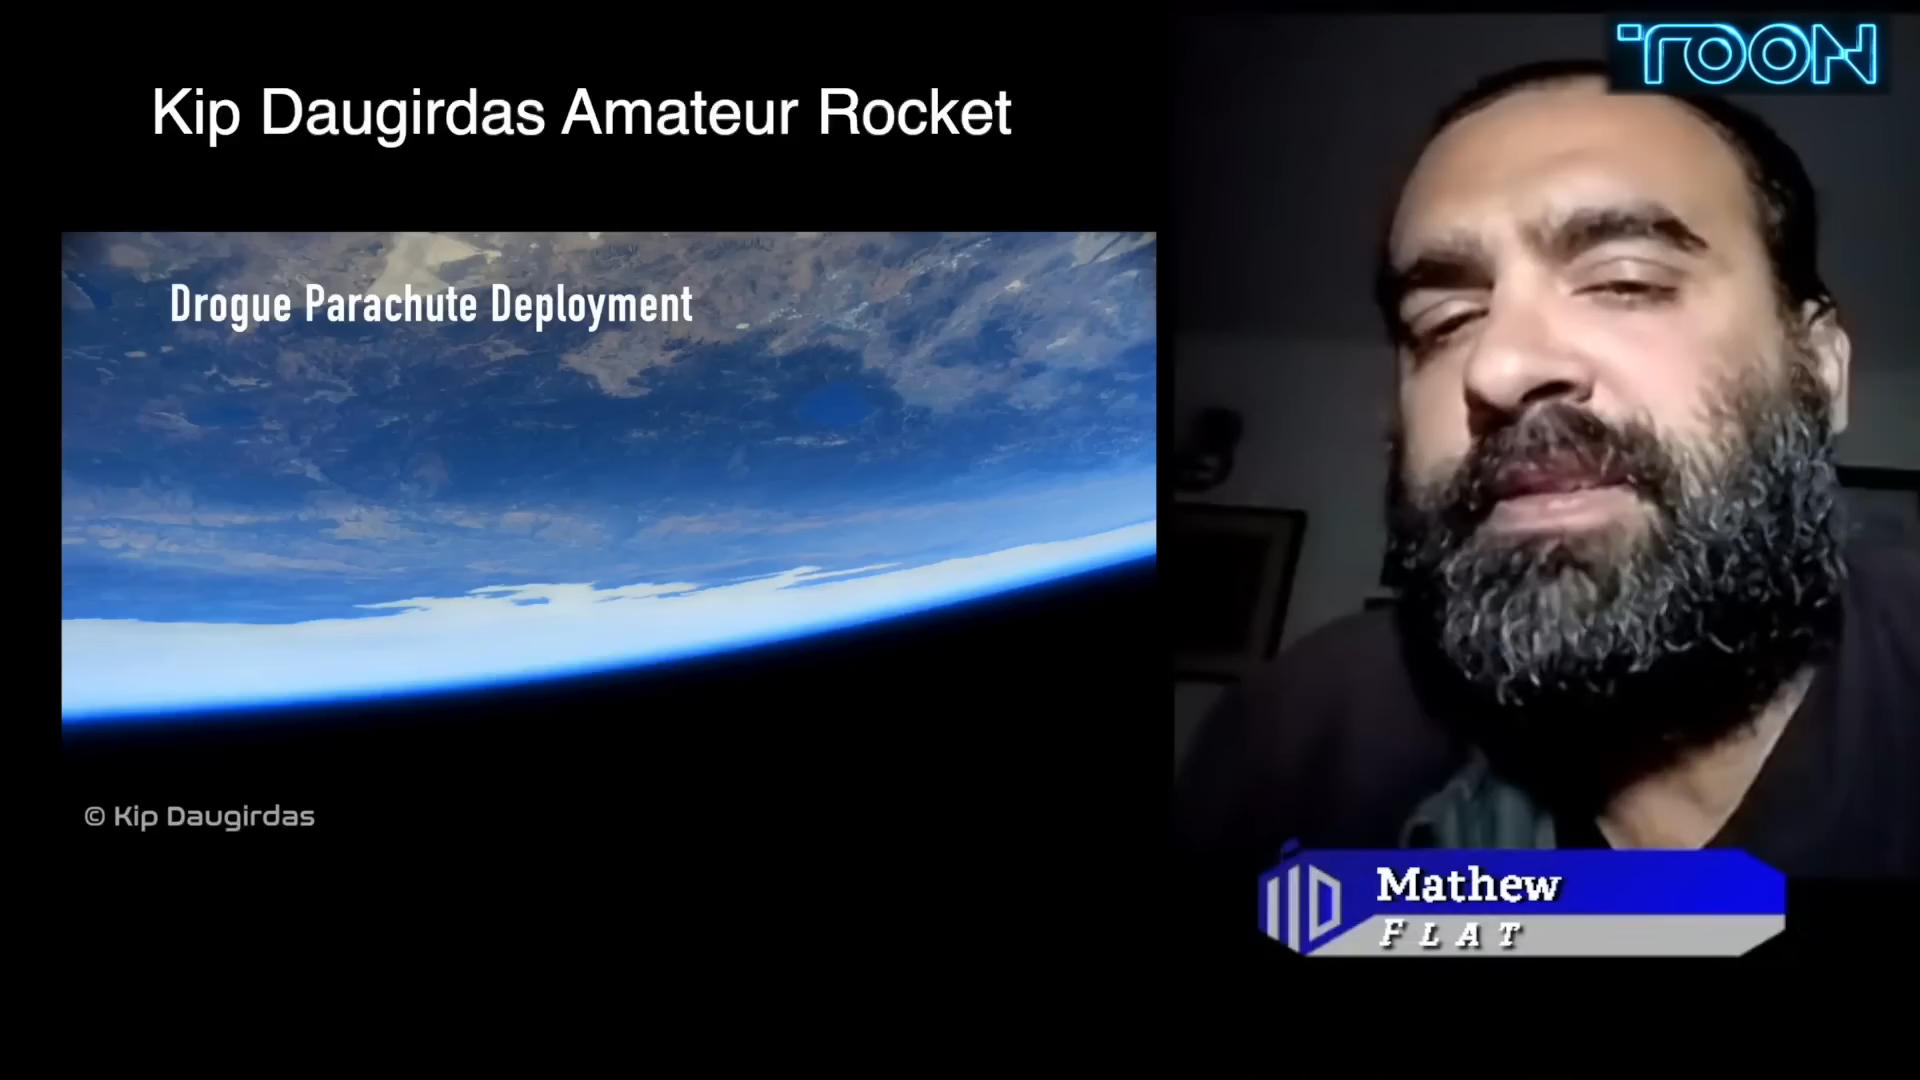 TOON
Kip Daugirdas Amateur Rocket
Drogue Parachute Deployment
© Kip Daugirdas
Mathew
FLAT